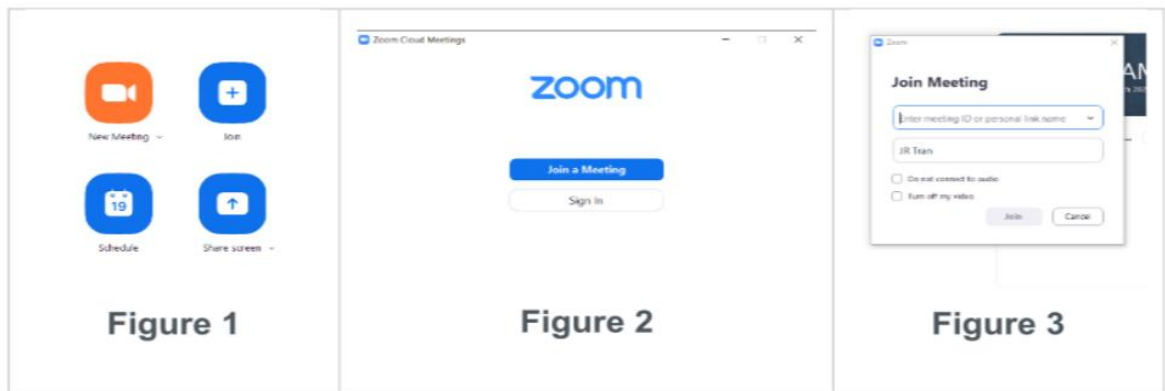 New Meeting
Join
19
Schedule
Share screen
Figure 1
Zoom Cloud Meetings
zoom
Join a Meeting
Sign In
Figure 2
Zoom
Join Meeting
Enter meeting ID or personal link name
JR Tran
Do not connect to audio
Turn off my video
Join
Cancel
Figure 3